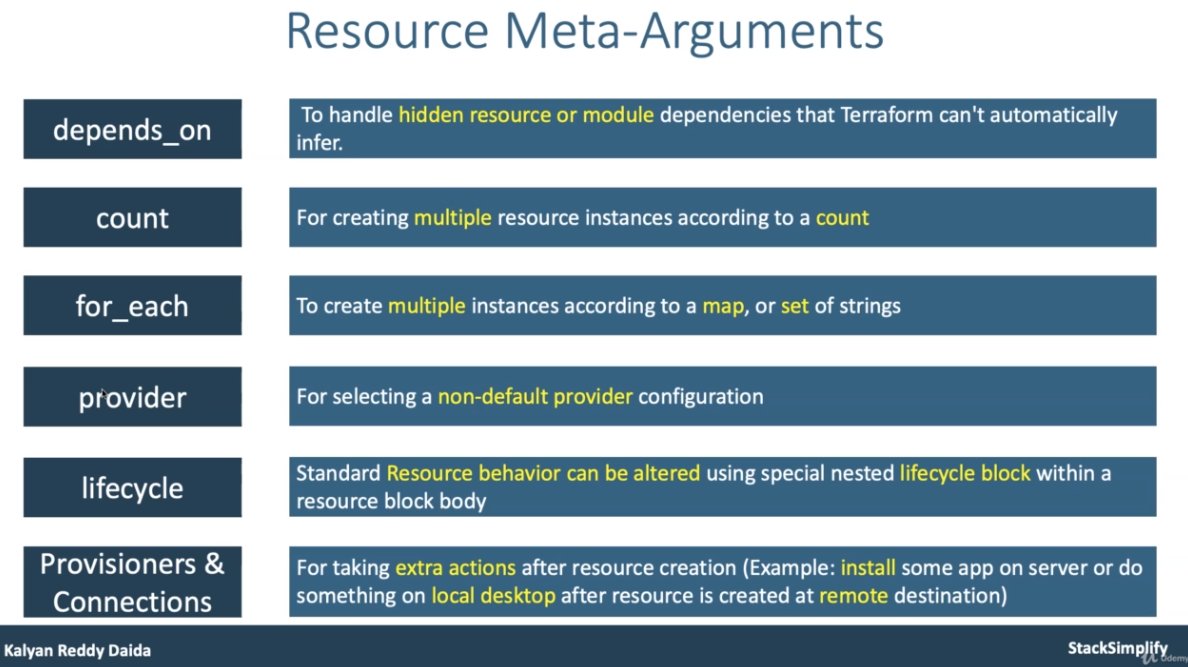 Resource Meta-Arguments
depends_on
To handle hidden resource or module dependencies that Terraform can't automatically
infer.
count
For creating multiple resource instances according to a count
for_each
To create multiple instances according to a map, or set of strings
provider
For selecting a non-default provider configuration
lifecycle
Standard Resource behavior can be altered using special nested lifecycle block within a
resource block body
Provisioners &
Connections
For taking extra actions after resource creation (Example: install some app on server or do
something on local desktop after resource is created at remote destination)
Kalyan Reddy Daida
StackSimplify
Udemy